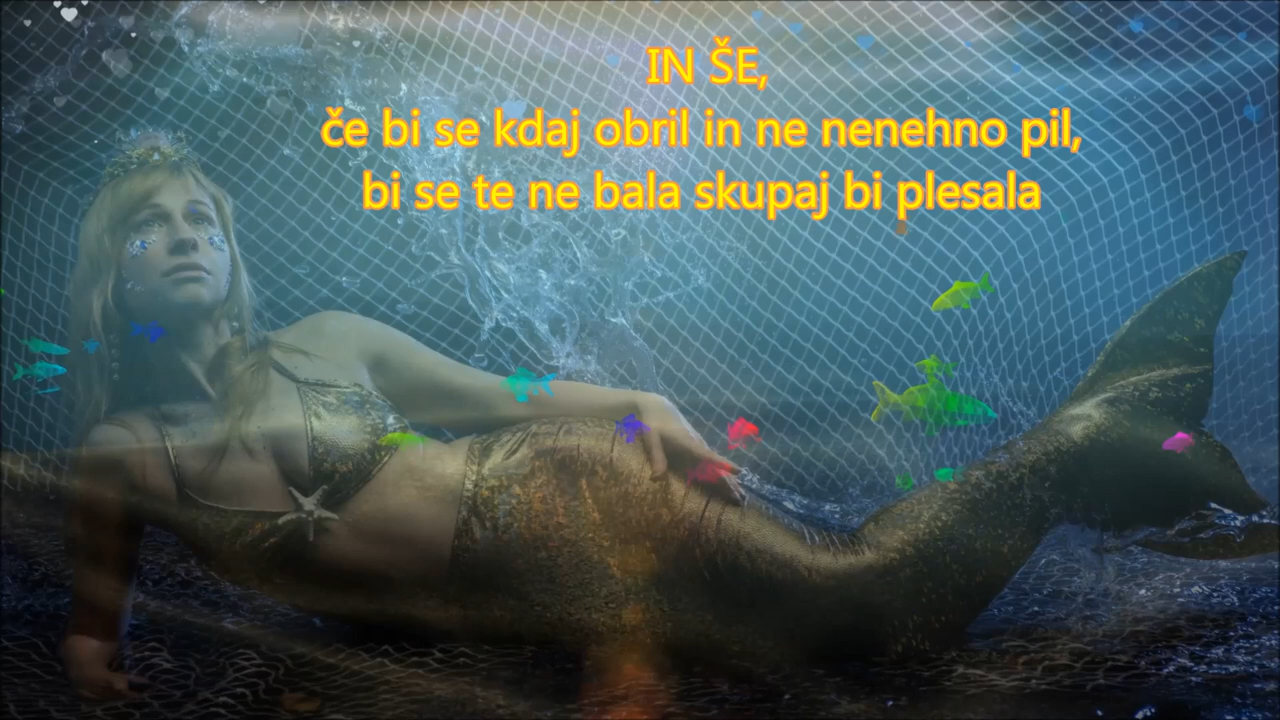 IN ŠE,
če bi se kdaj obril in ne nenehno pil,
bi se te ne bala skupaj bi plesala